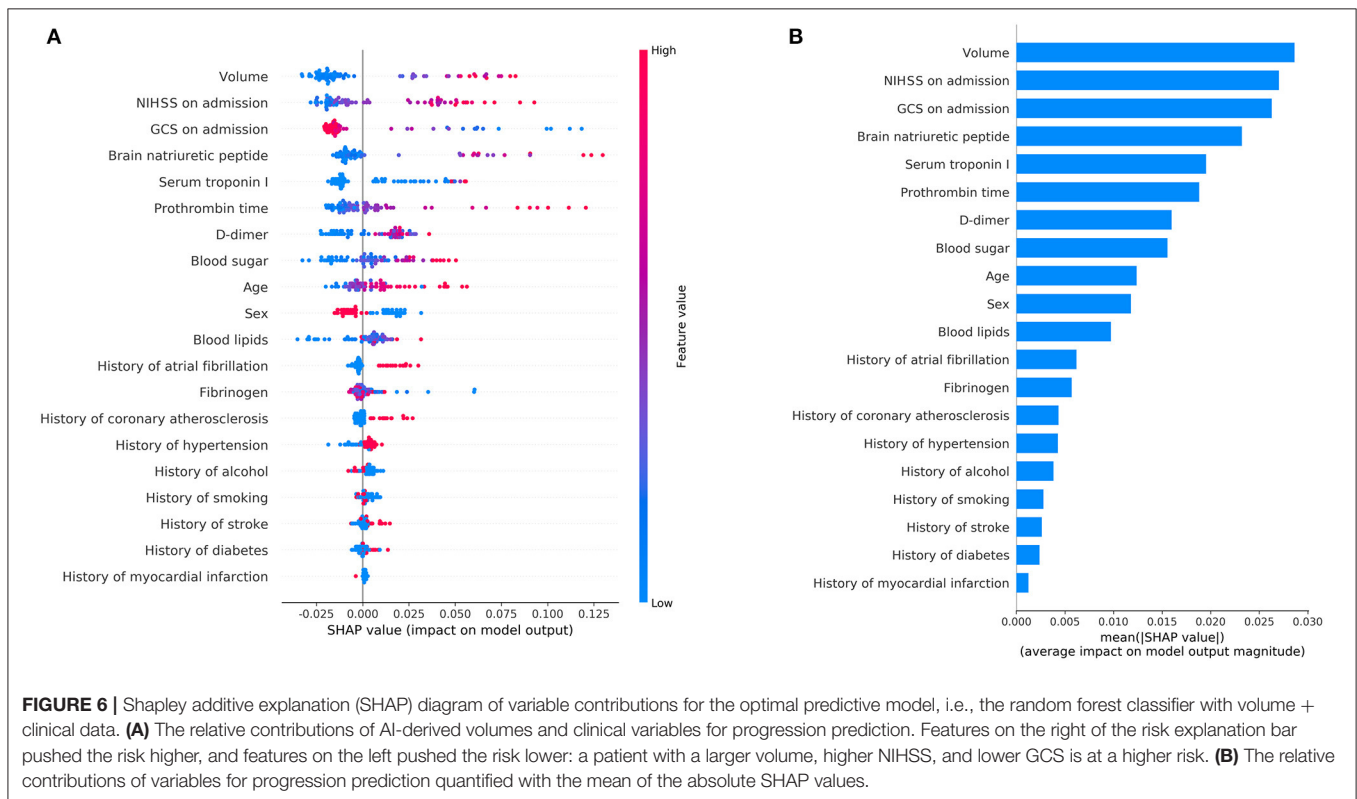 A
Volume
NIHSS on admission
GCS on admission
Brain natriuretic peptide
Serum troponin I
Prothrombin time
D-dimer
Blood sugar
Age
Sex
Blood lipids
History of atrial fibrillation
Fibrinogen
History of coronary atherosclerosis
History of hypertension
History of alcohol
History of smoking
History of stroke
History of diabetes
History of myocardial infarction
-0.025 0.000 0.025 0.050 0.075 0.100 0.125
SHAP value (impact on model output)
High
Feature value
Low
B
Volume
NIHSS on admission
GCS on admission
Brain natriuretic peptide
Serum troponin I
Prothrombin time
D-dimer
Blood sugar
Age
Sex
Blood lipids
History of atrial fibrillation
Fibrinogen
History of coronary atherosclerosis
History of hypertension
History of alcohol
History of smoking
History of stroke
History of diabetes
History of myocardial infarction
0.000 0.005 0.010 0.015 0.020 0.025 0.030
mean(|SHAP value|)
(average impact on model output magnitude)
FIGURE 6 | Shapley additive explanation (SHAP) diagram of variable contributions for the optimal predictive model, i.e., the random forest classifier with volume +
clinical data. (A) The relative contributions of AI-derived volumes and clinical variables for progression prediction. Features on the right of the risk explanation bar
pushed the risk higher, and features on the left pushed the risk lower: a patient with a larger volume, higher NIHSS, and lower GCS is at a higher risk. (B) The relative
contributions of variables for progression prediction quantified with the mean of the absolute SHAP values.